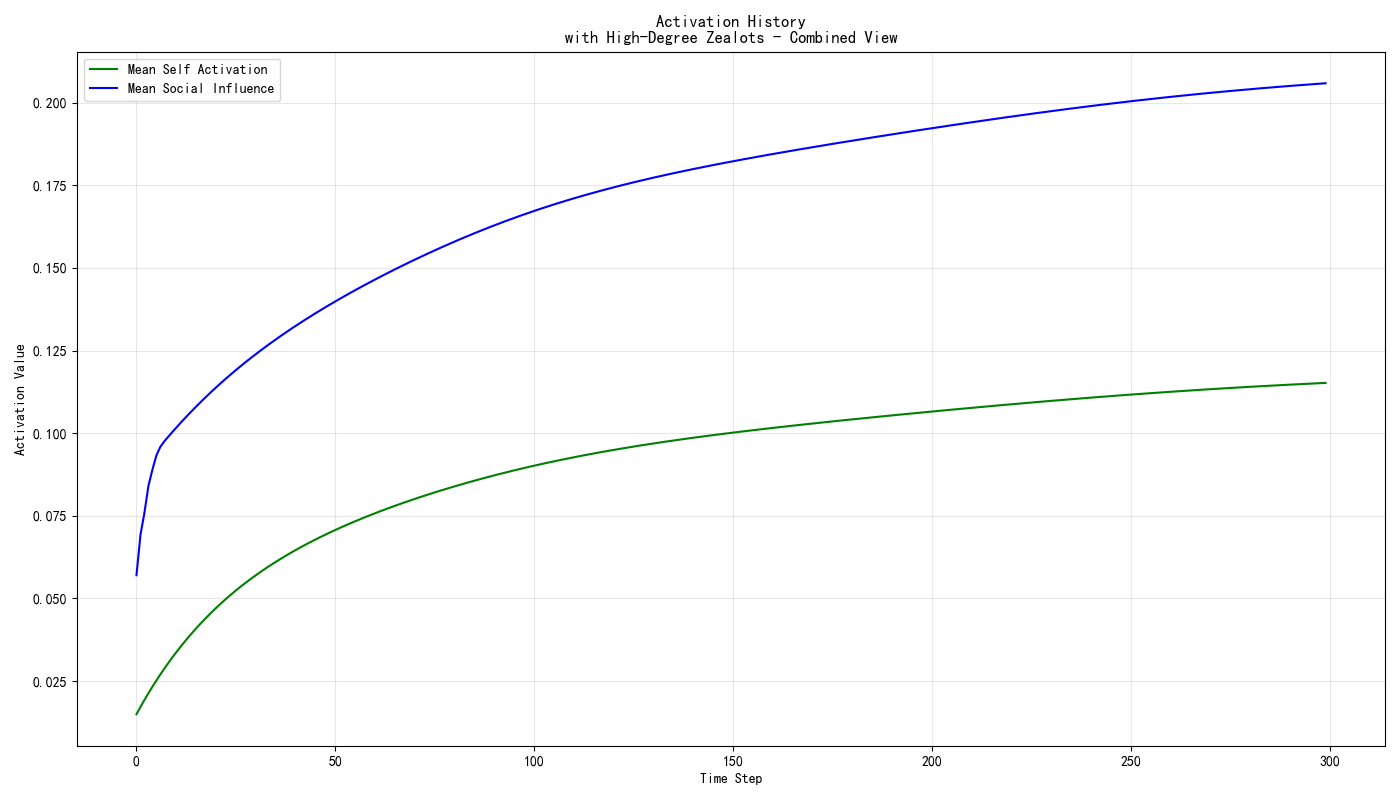 Activation History
with High-Degree Zealots - Combined View
Mean Self Activation
Mean Social Influence
0.200
0.175
0.150
0.125
0.100
0.075
0.050
0.025
Activation Value
0 50 100 150 200 250 300
Time Step